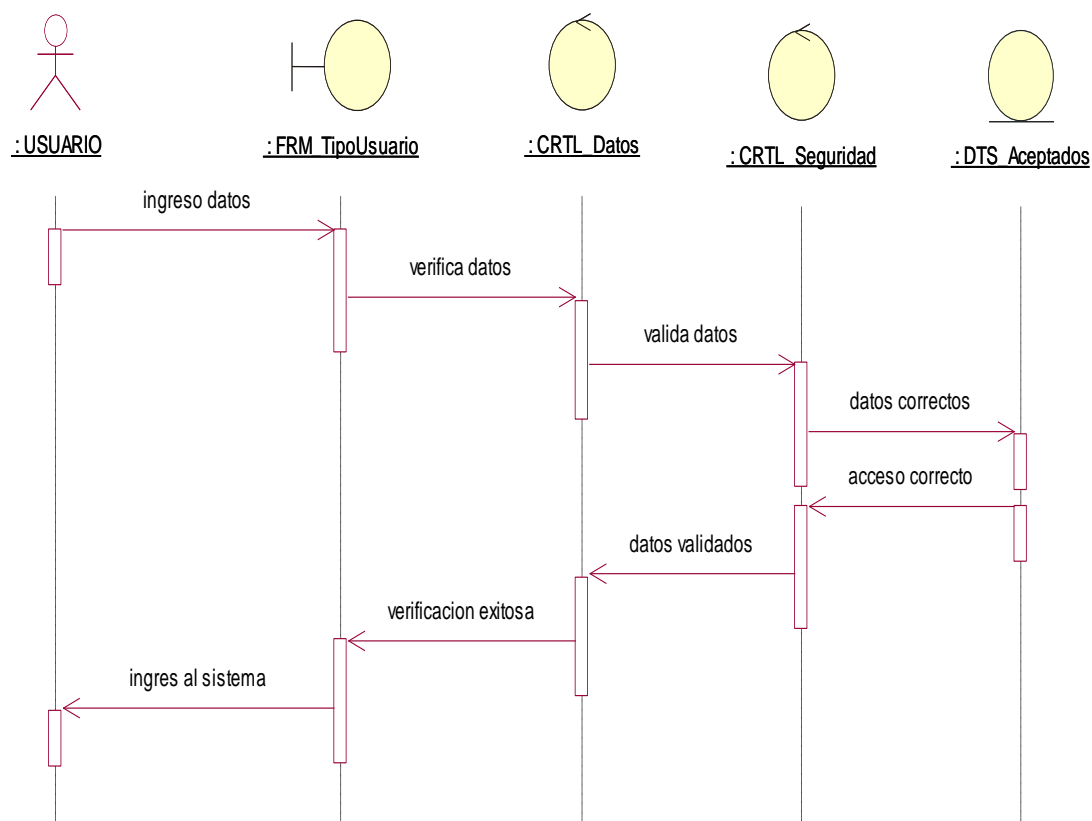 : USUARIO
: FRM_TipoUsuario
: CRTL_Datos
: CRTL_Seguridad
: DTS_Aceptados
ingreso datos
verifica datos
valida datos
datos correctos
acceso correcto
datos validados
verificacion exitosa
ingres al sistema